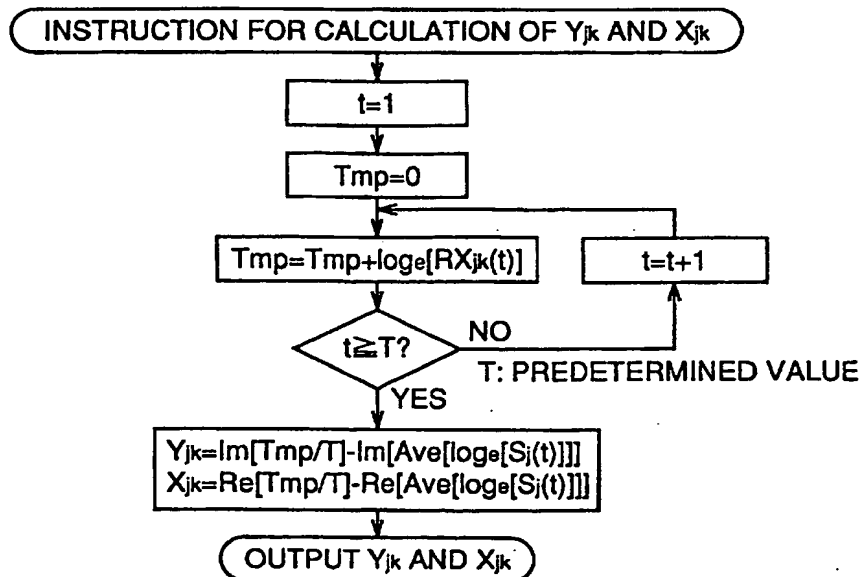 INSTRUCTION FOR CALCULATION OF Yjk AND Xjk
t=1
Tmp=0
Tmp=Tmp+loge[RXjk(t)]
t=t+1
t≧T?
NO
T: PREDETERMINED VALUE
YES
Yjk=Im[Tmp/T]-Im[Ave[loge[Sj(t)]]]
Xjk=Re[Tmp/T]-Re[Ave[loge[Sj(t)]]]
OUTPUT Yjk AND Xjk